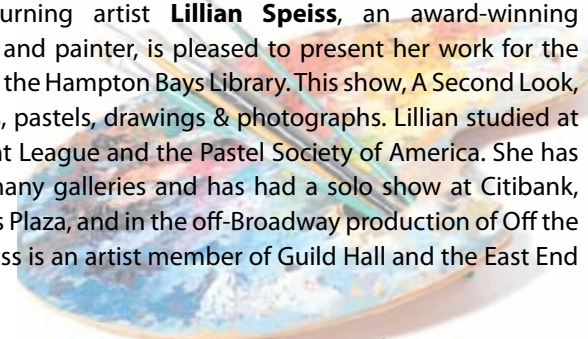 urning artist Lillian Speiss, an award-winning
and painter, is pleased to present her work for the
the Hampton Bays Library. This show, A Second Look,
, pastels, drawings & photographs. Lillian studied at
t League and the Pastel Society of America. She has
many galleries and has had a solo show at Citibank,
s Plaza, and in the off-Broadway production of Off the
ss is an artist member of Guild Hall and the East End